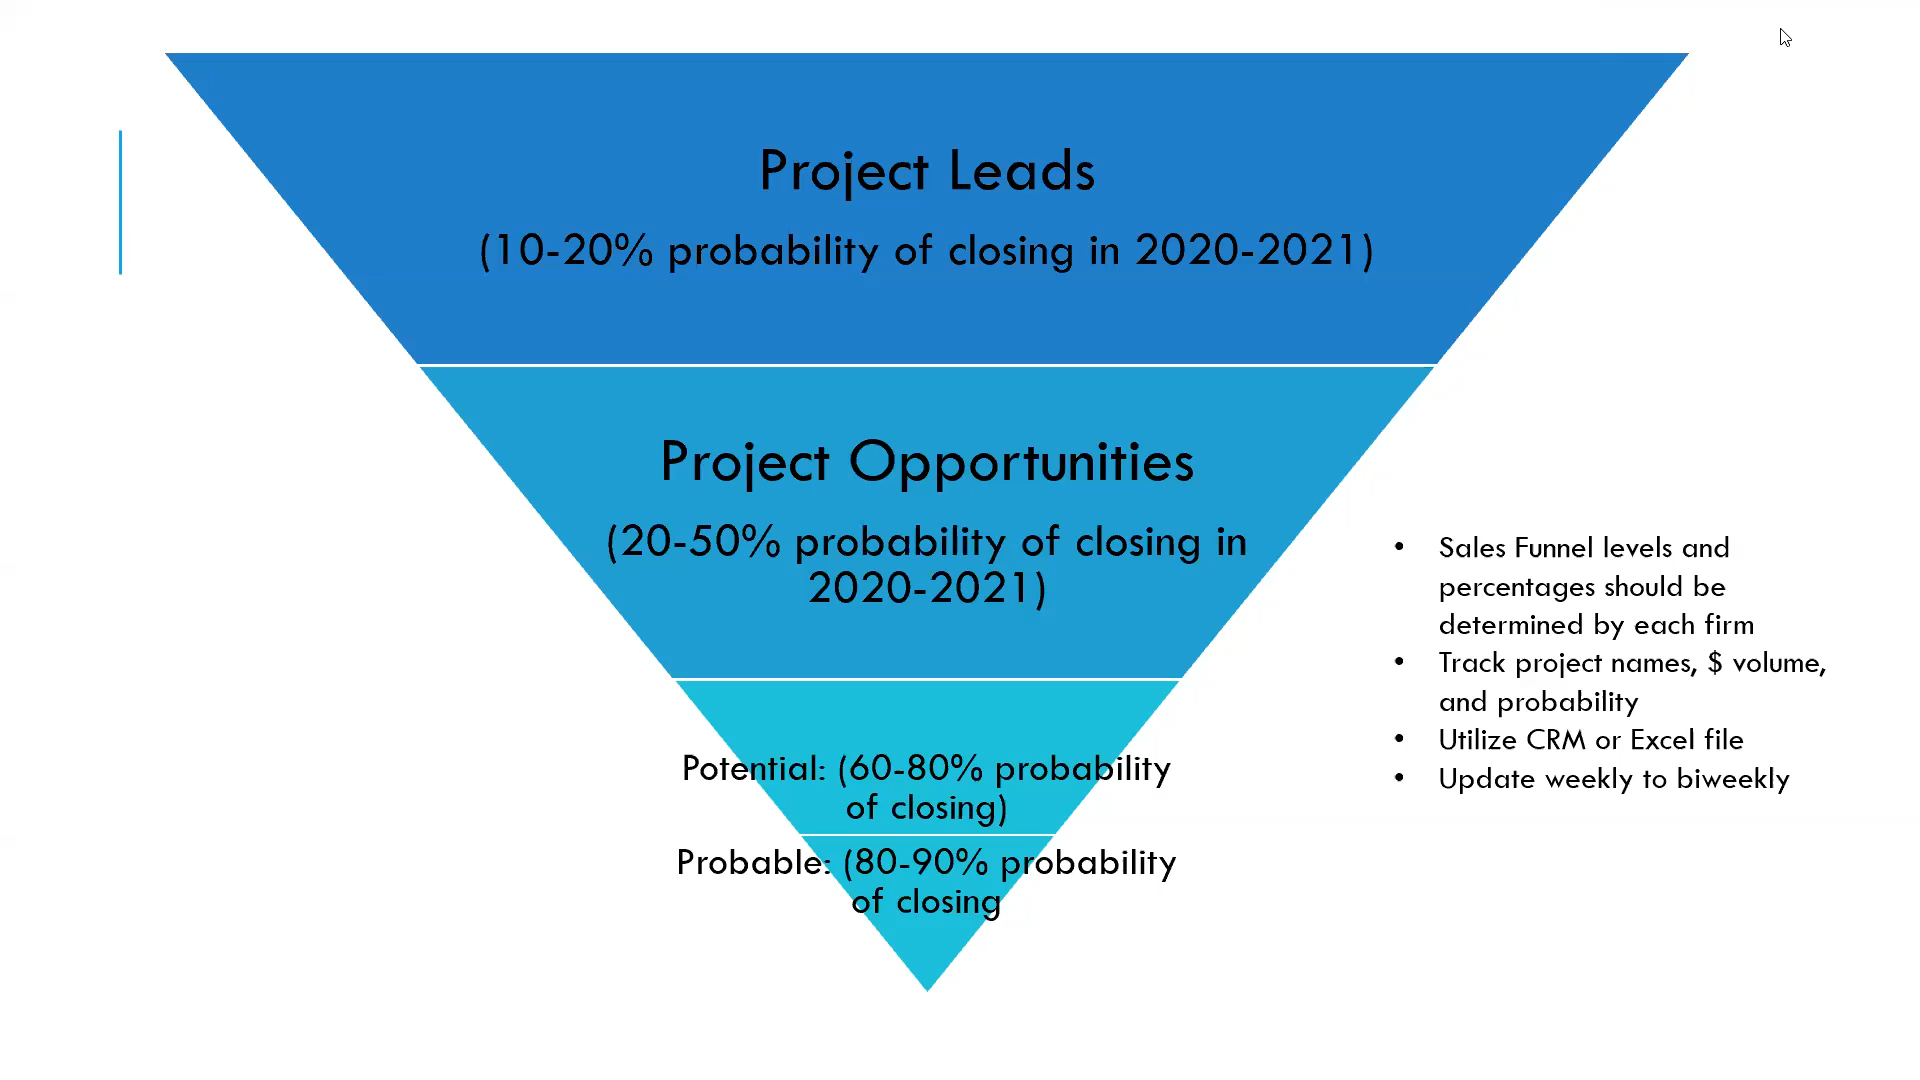 Project Leads
(10-20% probability of closing in 2020-2021)
Project Opportunities
(20-50% probability of closing in
2020-2021)
Potential: (60-80% probability
of closing)
Probable: (80-90% probability
of closing
• Sales Funnel levels and
percentages should be
determined by each firm
• Track project names, $ volume,
and probability
• Utilize CRM or Excel file
• Update weekly to biweekly